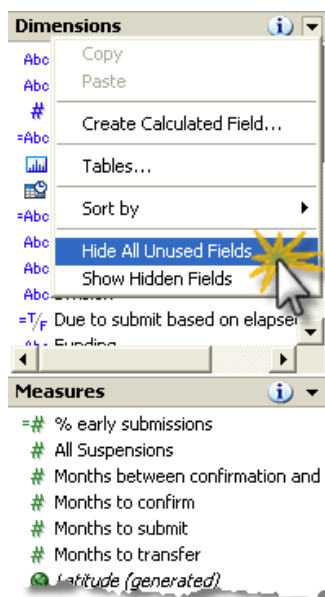 Dimensions
Abc Copy
Abc Paste
#
=Abc Create Calculated Field...
Tables...
=Abc Sort by
Abc Hide All Unused Fields
Abc Show Hidden Fields
Abc
=T/F Due to submit based on elapse
Funding
Measures
=# % early submissions
# All Suspensions
# Months between confirmation and
# Months to confirm
# Months to submit
# Months to transfer
Latitude (generated)